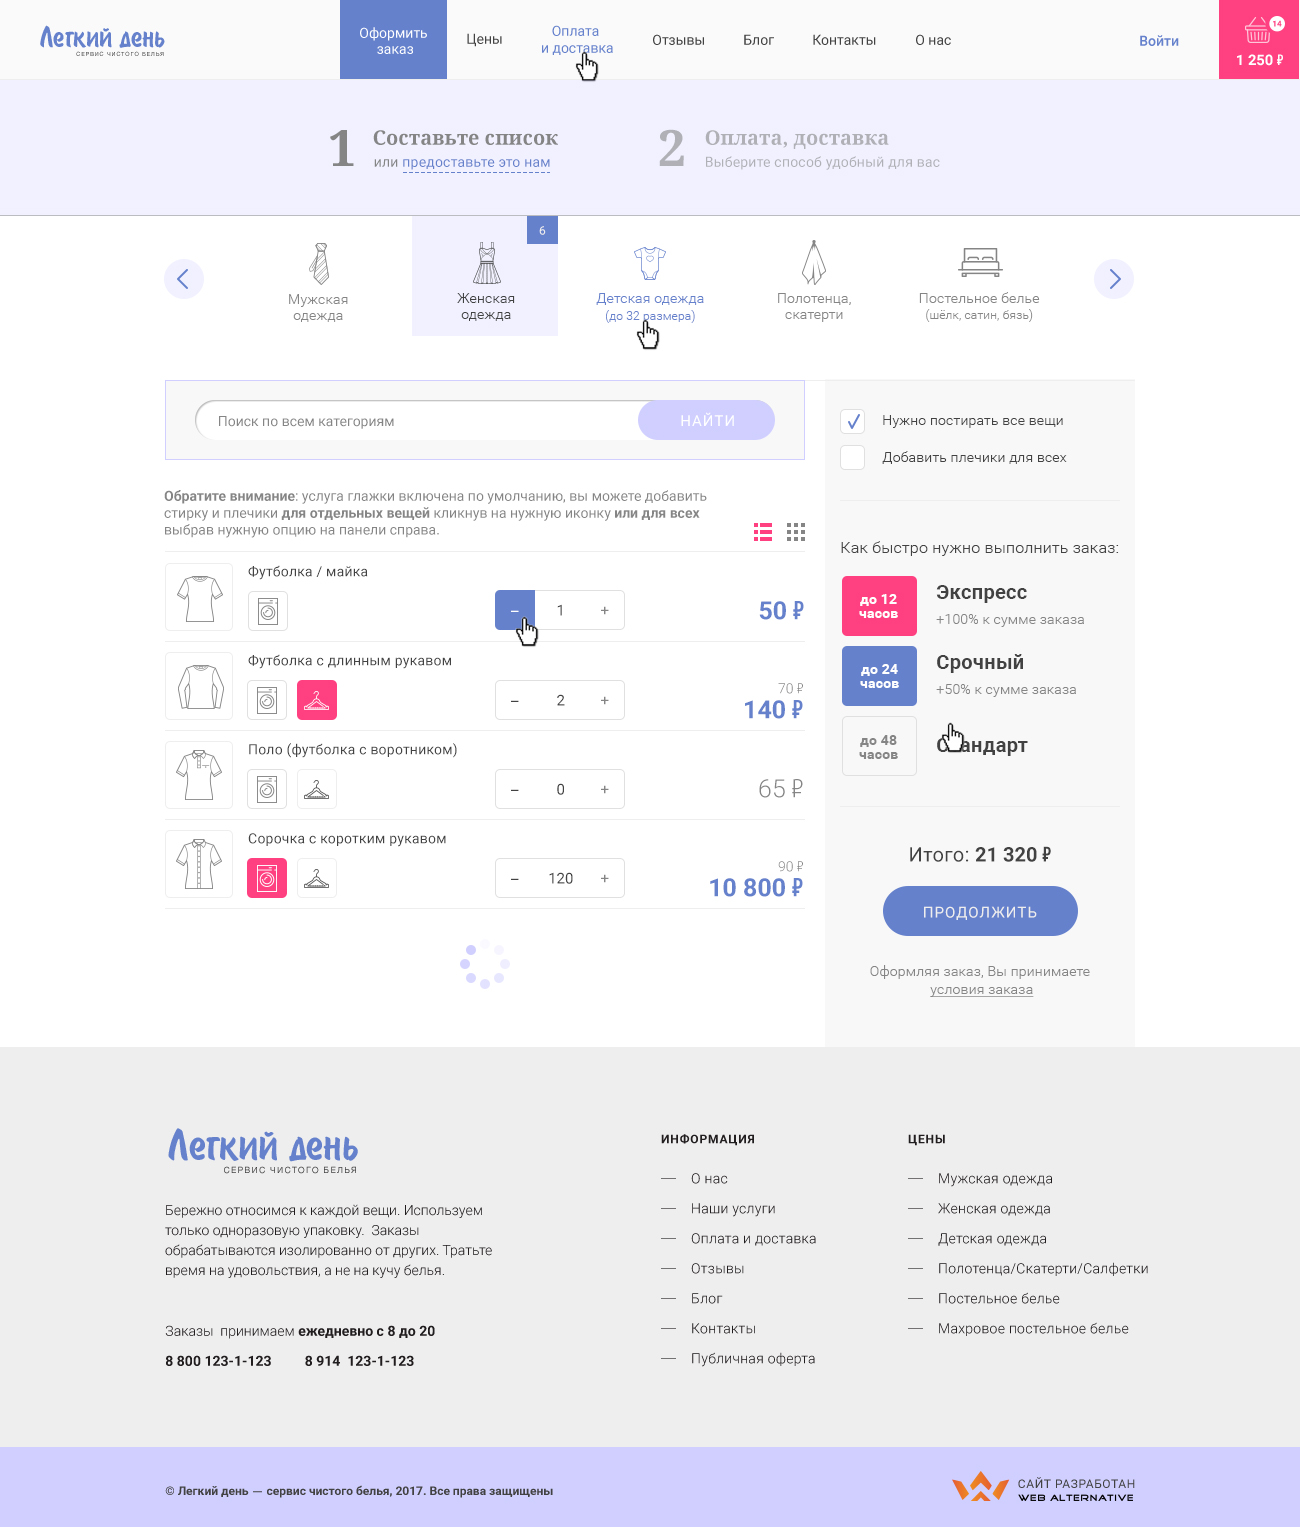 Легкий день
СЕРВИС ЧИСТОГО БЕЛЬЯ
Оформить
заказ
Цены
Оплата
и доставка
Отзывы
Блог
Контакты
О нас
Войти
14
1 250 ₽
1
Составьте список
или предоставьте это нам
2
Оплата, доставка
Выберите способ удобный для вас
Мужская
одежда
6
Женская
одежда
Детская одежда
(до 32 размера)
Полотенца,
скатерти
Постельное белье
(шёлк, сатин, бязь)
Поиск по всем категориям
НАЙТИ
Обратите внимание: услуга глажки включена по умолчанию, вы можете добавить
стирку и плечики для отдельных вещей кликнув на нужную иконку или для всех
выбрав нужную опцию на панели справа.
Футболка / майка
– 1 +
50 ₽
Футболка с длинным рукавом
– 2 +
70 ₽
140 ₽
Поло (футболка с воротником)
– 0 +
65 ₽
Сорочка с коротким рукавом
– 120 +
90 ₽
10 800 ₽
Нужно постирать все вещи
Добавить плечики для всех
Как быстро нужно выполнить заказ:
до 12
часов
Экспресс
+100% к сумме заказа
до 24
часов
Срочный
+50% к сумме заказа
до 48
часов
Стандарт
Итого: 21 320 ₽
ПРОДОЛЖИТЬ
Оформляя заказ, Вы принимаете
условия заказа
Легкий день
СЕРВИС ЧИСТОГО БЕЛЬЯ
Бережно относимся к каждой вещи. Используем
только одноразовую упаковку. Заказы
обрабатываются изолированно от других. Тратьте
время на удовольствия, а не на кучу белья.
Заказы принимаем ежедневно с 8 до 20
8 800 123-1-123 8 914 123-1-123
ИНФОРМАЦИЯ
— О нас
— Наши услуги
— Оплата и доставка
— Отзывы
— Блог
— Контакты
— Публичная оферта
ЦЕНЫ
— Мужская одежда
— Женская одежда
— Детская одежда
— Полотенца/Скатерти/Салфетки
— Постельное белье
— Махровое постельное белье
© Легкий день — сервис чистого белья, 2017. Все права защищены
САЙТ РАЗРАБОТАН
WEB ALTERNATIVE